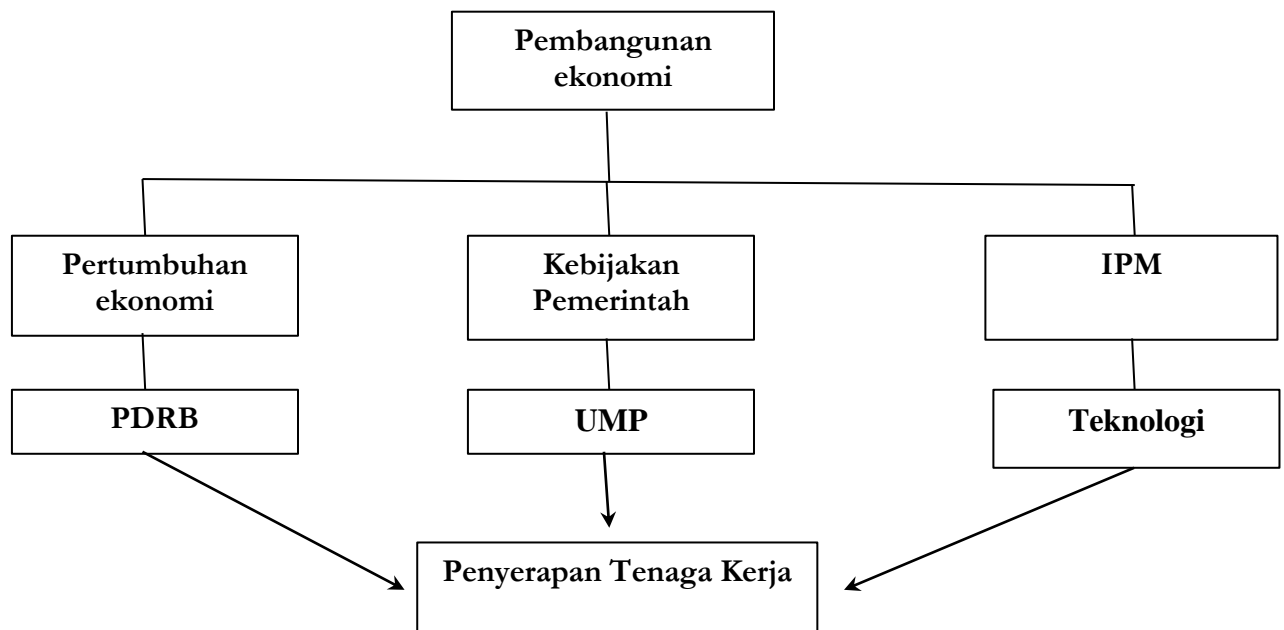 Pembangunan
ekonomi
Pertumbuhan
ekonomi
Kebijakan
Pemerintah
IPM
PDRB
UMP
Teknologi
Penyerapan Tenaga Kerja